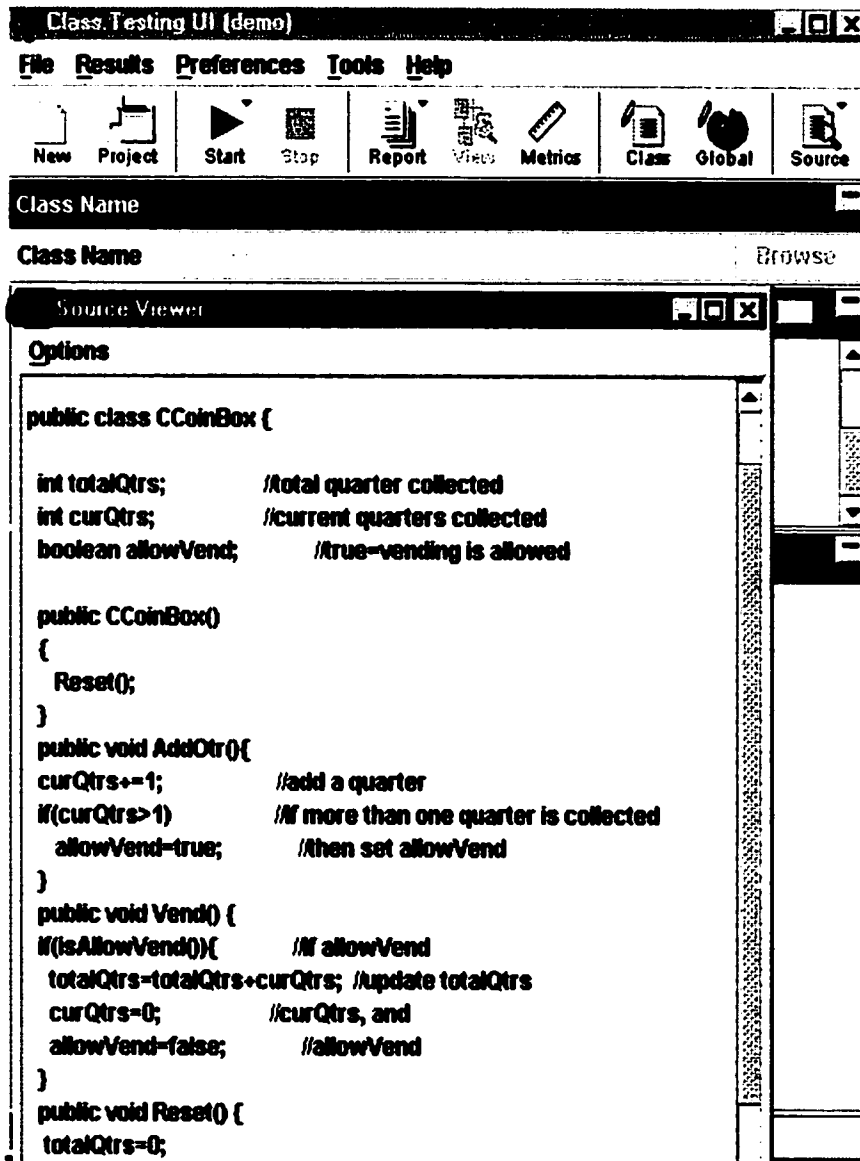 Class.Testing UI (demo)
File Results Preferences Tools Help
New Project Start Stop Report View Metrics Class Global Source
Class Name
Class Name Browse
Source Viewer
Options
public class CCoinBox {
int totalQtrs; //total quarter collected
int curQtrs; //current quarters collected
boolean allowVend; //true=vending is allowed
public CCoinBox()
{
Reset();
}
public void AddQtr(){
curQtrs+=1; //add a quarter
if(curQtrs>1) //if more than one quarter is collected
allowVend=true; //then set allowVend
}
public void Vend() {
if(isAllowVend()){ //if allowVend
totalQtrs=totalQtrs+curQtrs; //update totalQtrs
curQtrs=0; //curQtrs, and
allowVend=false; //allowVend
}
public void Reset() {
totalQtrs=0;